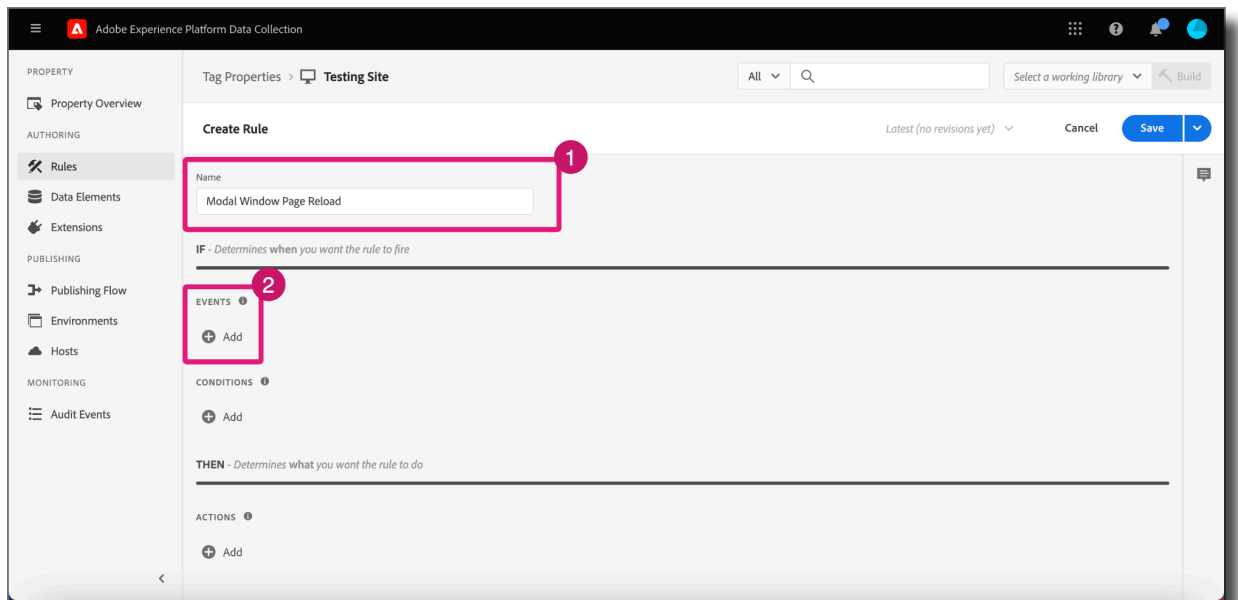 Adobe Experience Platform Data Collection
PROPERTY
Property Overview
AUTHORING
Rules
Data Elements
Extensions
PUBLISHING
Publishing Flow
Environments
Hosts
MONITORING
Audit Events
Tag Properties > Testing Site
All
Select a working library
Build
Create Rule
Latest (no revisions yet)
Cancel
Save
1
Name
Modal Window Page Reload
IF - Determines when you want the rule to fire
2
EVENTS
Add
CONDITIONS
Add
THEN - Determines what you want the rule to do
ACTIONS
Add